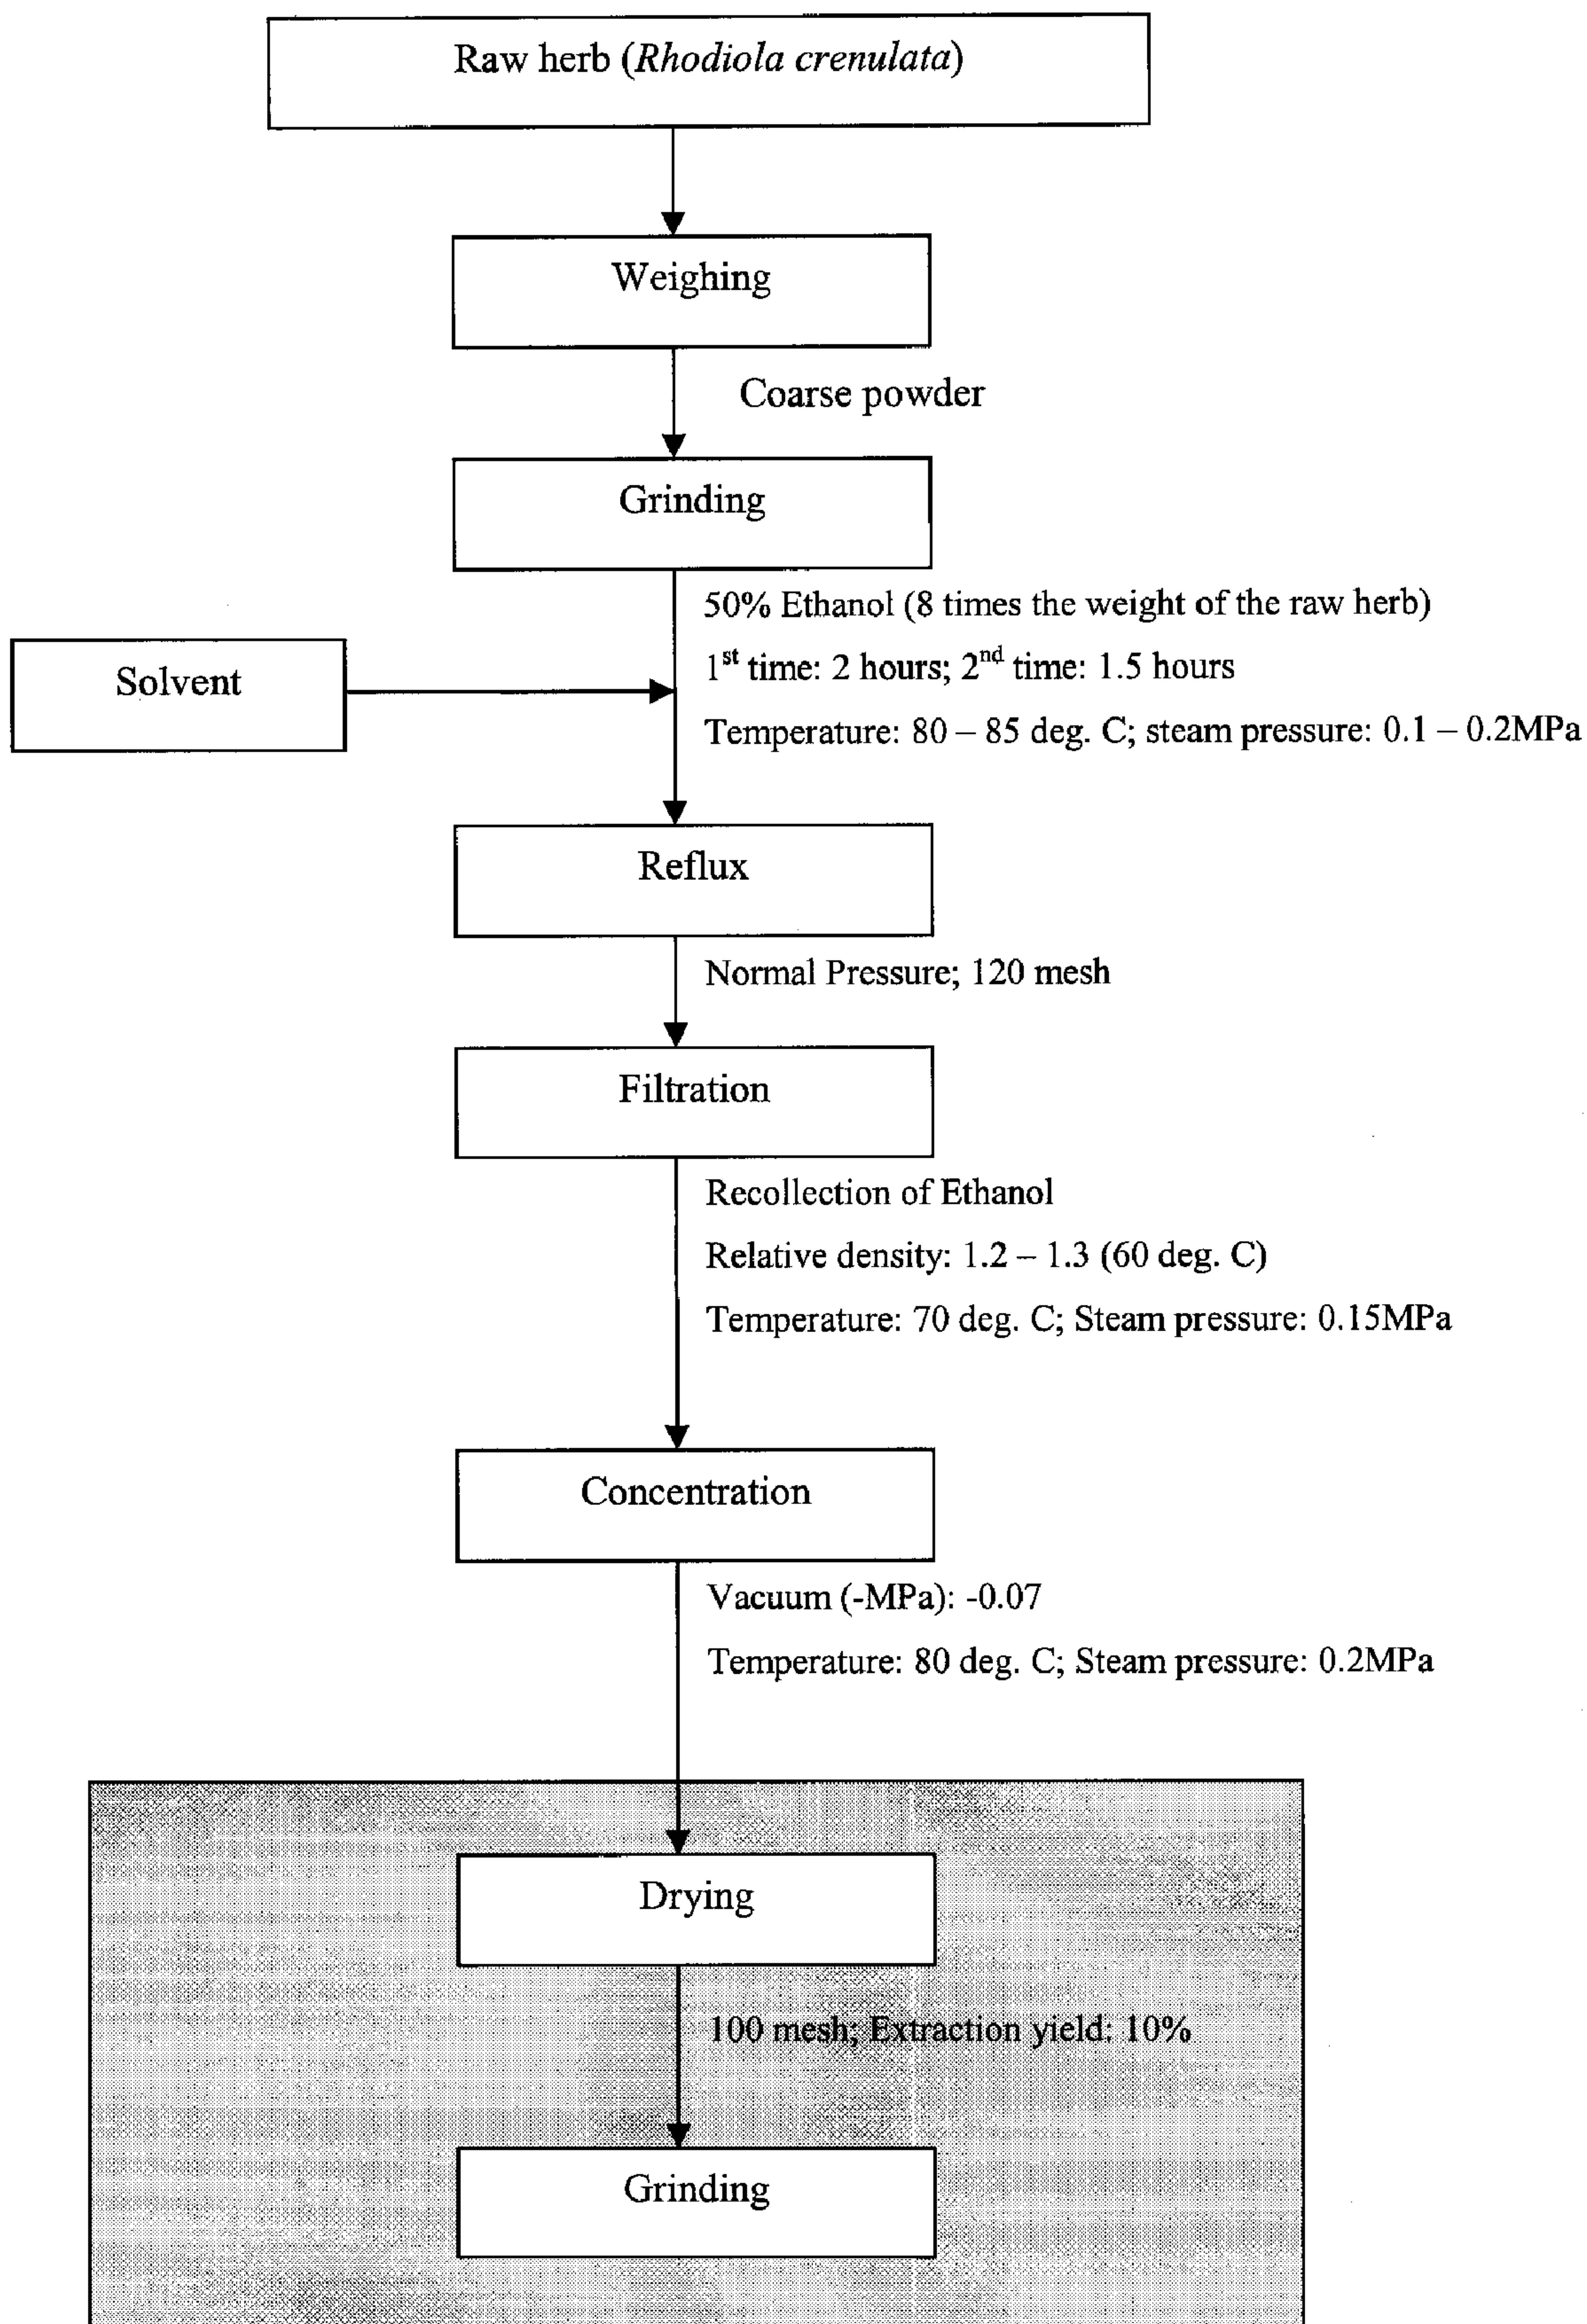 Raw herb (Rhodiola crenulata)
Weighing
Coarse powder
Grinding
50% Ethanol (8 times the weight of the raw herb)
Solvent
1st time: 2 hours; 2nd time: 1.5 hours
Temperature: 80 – 85 deg. C; steam pressure: 0.1 – 0.2MPa
Reflux
Normal Pressure; 120 mesh
Filtration
Recollection of Ethanol
Relative density: 1.2 – 1.3 (60 deg. C)
Temperature: 70 deg. C; Steam pressure: 0.15MPa
Concentration
Vacuum (-MPa): -0.07
Temperature: 80 deg. C; Steam pressure: 0.2MPa
Drying
100 mesh; Extraction yield: 10%
Grinding